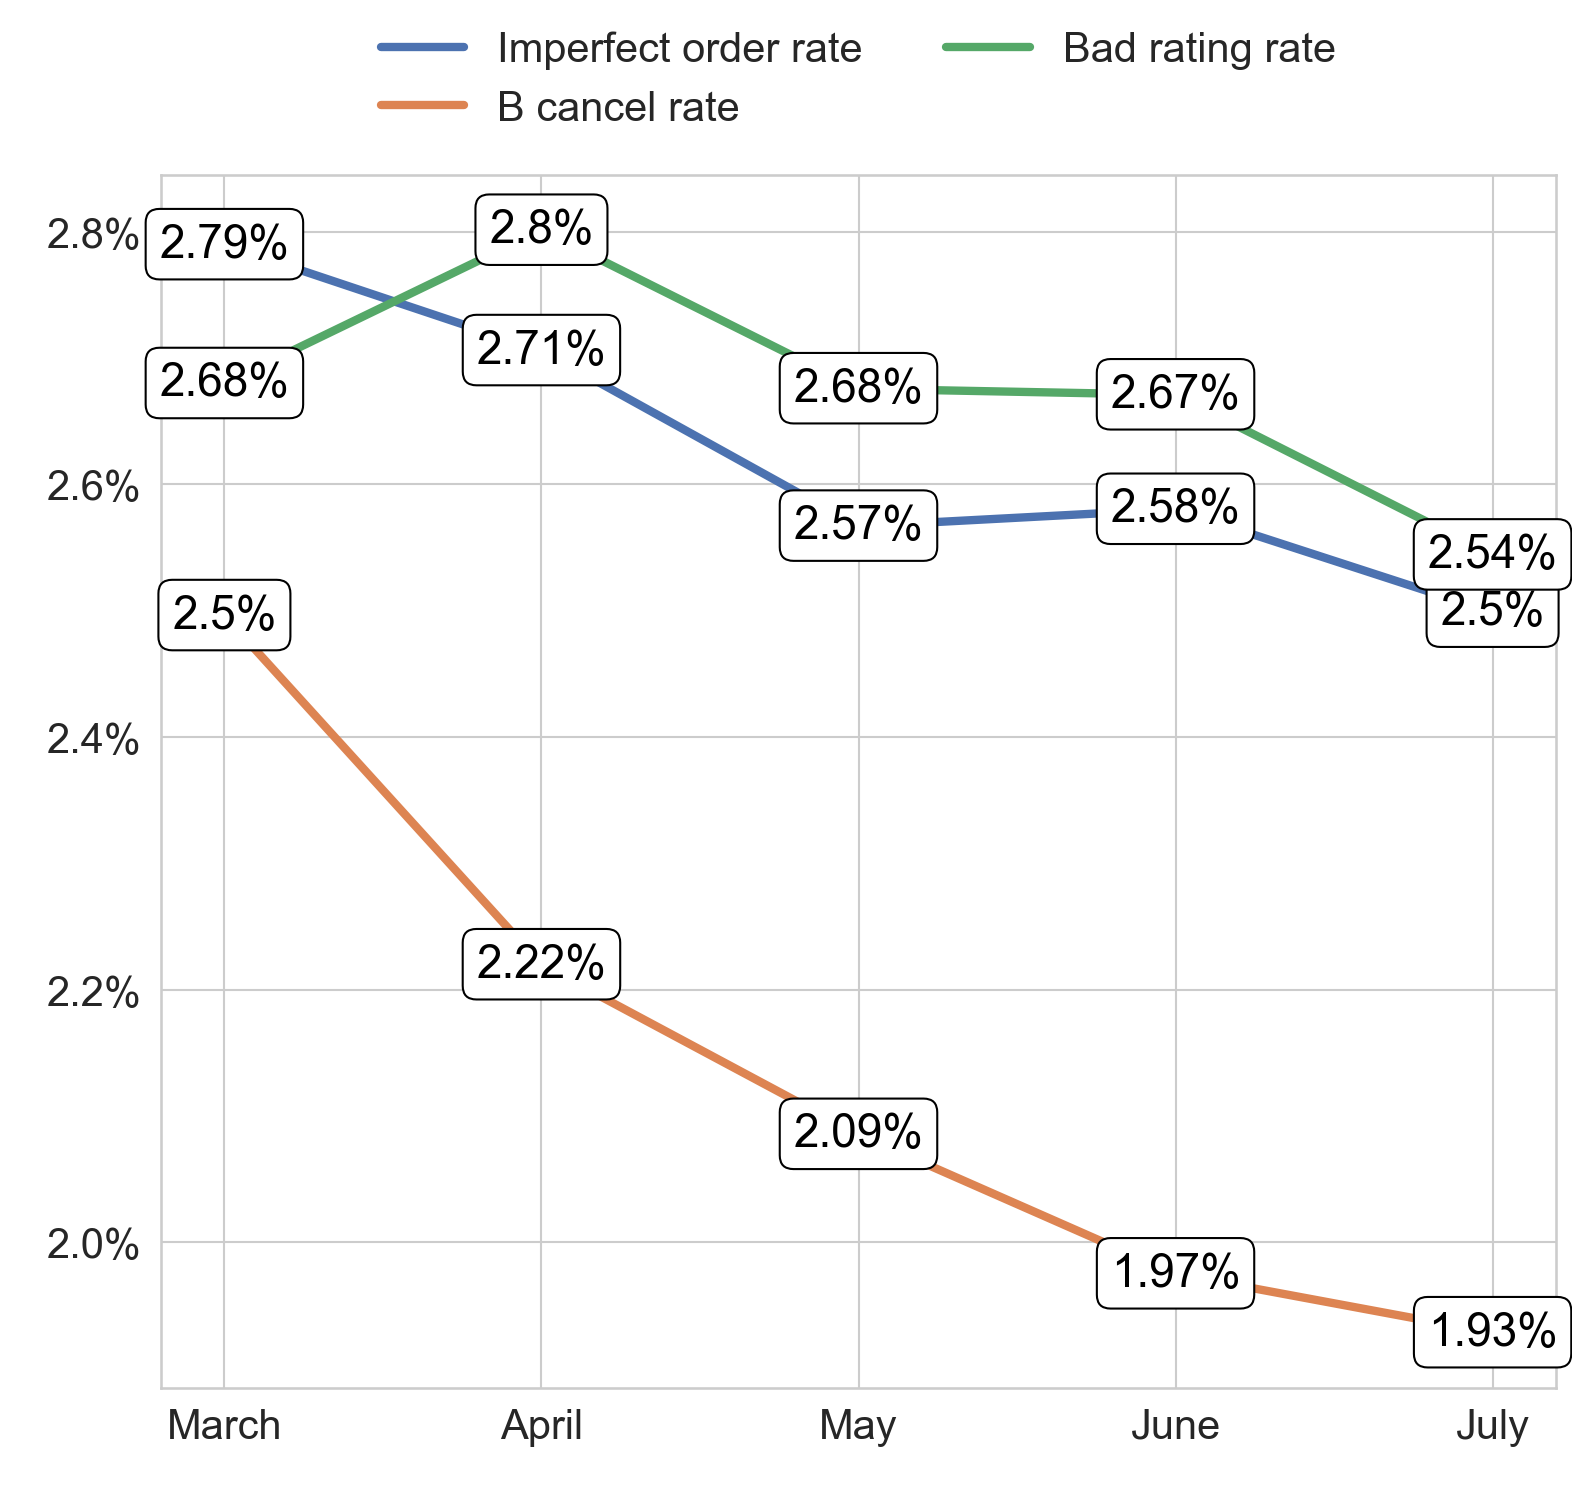 Imperfect order rate
Bad rating rate
B cancel rate
2.8%
2.6%
2.4%
2.2%
2.0%
2.79%
2.71%
2.57%
2.58%
2.5%
2.68%
2.8%
2.68%
2.67%
2.54%
2.5%
2.22%
2.09%
1.97%
1.93%
March
April
May
June
July